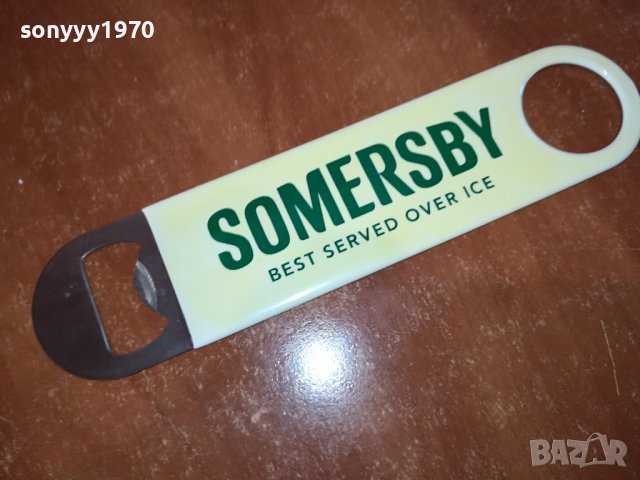 sonyyy1970
SOMERSBY
BEST SERVED OVER ICE
BAZAR